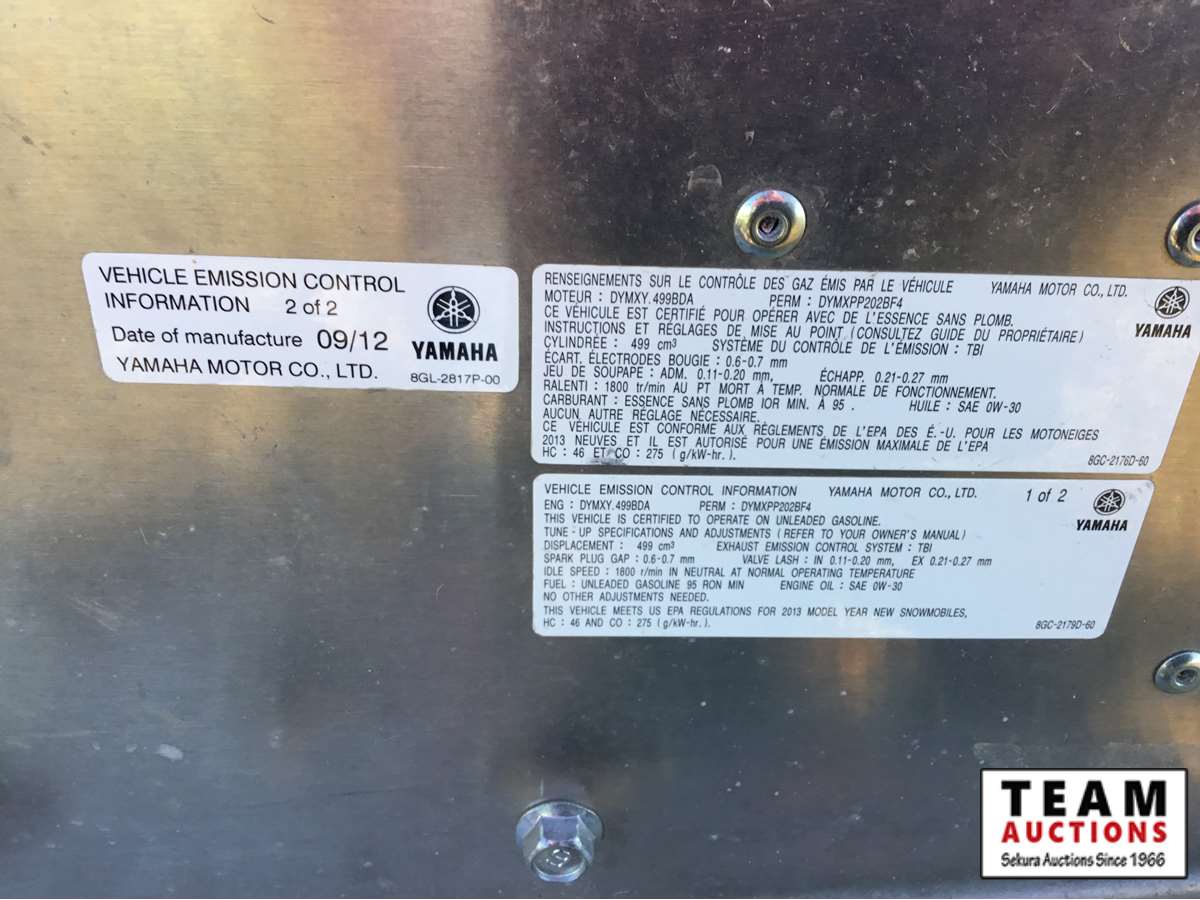 VEHICLE EMISSION CONTROL
INFORMATION 2 of 2
Date of manufacture 09/12
YAMAHA MOTOR CO., LTD.
YAMAHA
8GL-2817P-00
RENSEIGNEMENTS SUR LE CONTRÔLE DES GAZ ÉMIS PAR LE VÉHICULE YAMAHA MOTOR CO., LTD.
MOTEUR : DYMXY.499BDA PERM : DYMXPP202BF4
YAMAHA
CE VÉHICULE EST CERTIFIÉ POUR OPÉRER AVEC DE L'ESSENCE SANS PLOMB.
INSTRUCTIONS ET RÉGLAGES DE MISE AU POINT (CONSULTEZ GUIDE DU PROPRIÉTAIRE)
CYLINDRÉE : 499 cm³ SYSTÈME DU CONTRÔLE DE L'ÉMISSION : TBI
ÉCART. ÉLECTRODES BOUGIE : 0.6-0.7 mm
JEU DE SOUPAPE : ADM. 0.11-0.20 mm, ÉCHAPP. 0.21-0.27 mm
RALENTI : 1800 tr/min AU PT MORT À TEMP. NORMALE DE FONCTIONNEMENT.
CARBURANT : ESSENCE SANS PLOMB IOR MIN. À 95 . HUILE : SAE 0W-30
AUCUN AUTRE RÉGLAGE NÉCESSAIRE.
CE VÉHICULE EST CONFORME AUX RÈGLEMENTS DE L'EPA DES É.-U. POUR LES MOTONEIGES
2013 NEUVES ET IL EST AUTORISÉ POUR UNE ÉMISSION MAXIMALE DE L'EPA
HC : 46 ET CO : 275 (g/kW-hr.).
8GC-2176D-60
VEHICLE EMISSION CONTROL INFORMATION YAMAHA MOTOR CO., LTD. 1 of 2
ENG : DYMXY.499BDA PERM : DYMXPP202BF4
YAMAHA
THIS VEHICLE IS CERTIFIED TO OPERATE ON UNLEADED GASOLINE.
TUNE-UP SPECIFICATIONS AND ADJUSTMENTS (REFER TO YOUR OWNER'S MANUAL)
DISPLACEMENT : 499 cm³ EXHAUST EMISSION CONTROL SYSTEM : TBI
SPARK PLUG GAP : 0.6-0.7 mm VALVE LASH : IN 0.11-0.20 mm, EX 0.21-0.27 mm
IDLE SPEED : 1800 r/min IN NEUTRAL AT NORMAL OPERATING TEMPERATURE
FUEL : UNLEADED GASOLINE 95 RON MIN ENGINE OIL : SAE 0W-30
NO OTHER ADJUSTMENTS NEEDED.
THIS VEHICLE MEETS US EPA REGULATIONS FOR 2013 MODEL YEAR NEW SNOWMOBILES,
HC : 46 AND CO : 275 (g/kW-hr.).
8GC-2179D-60
TEAM
AUCTIONS
Sekura Auctions Since 1966